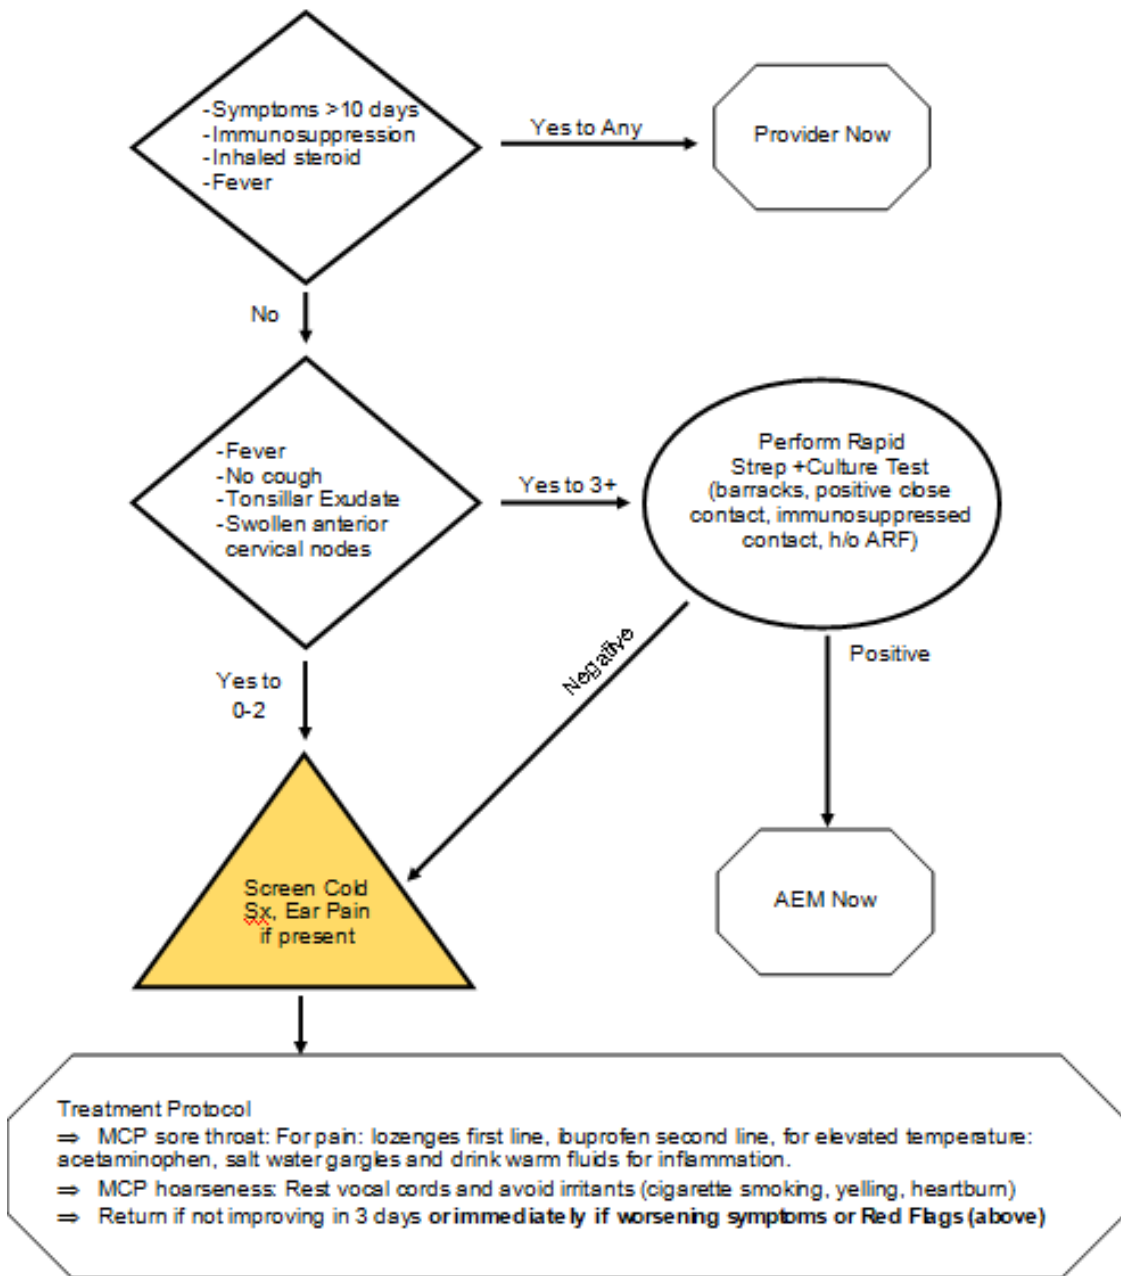 -Symptoms >10 days
-Immunosuppression
-Inhaled steroid
-Fever
Yes to Any
Provider Now
No
-Fever
-No cough
-Tonsillar Exudate
-Swollen anterior
cervical nodes
Yes to 3+
Perform Rapid
Strep +Culture Test
(barracks, positive close
contact, immunosuppressed
contact, h/o ARF)
Negative
Positive
Yes to
0-2
Screen Cold
Sx, Ear Pain
if present
AEM Now
Treatment Protocol
⇒ MCP sore throat: For pain: lozenges first line, ibuprofen second line, for elevated temperature:
acetaminophen, salt water gargles and drink warm fluids for inflammation.
⇒ MCP hoarseness: Rest vocal cords and avoid irritants (cigarette smoking, yelling, heartburn)
⇒ Return if not improving in 3 days or immediately if worsening symptoms or Red Flags (above)